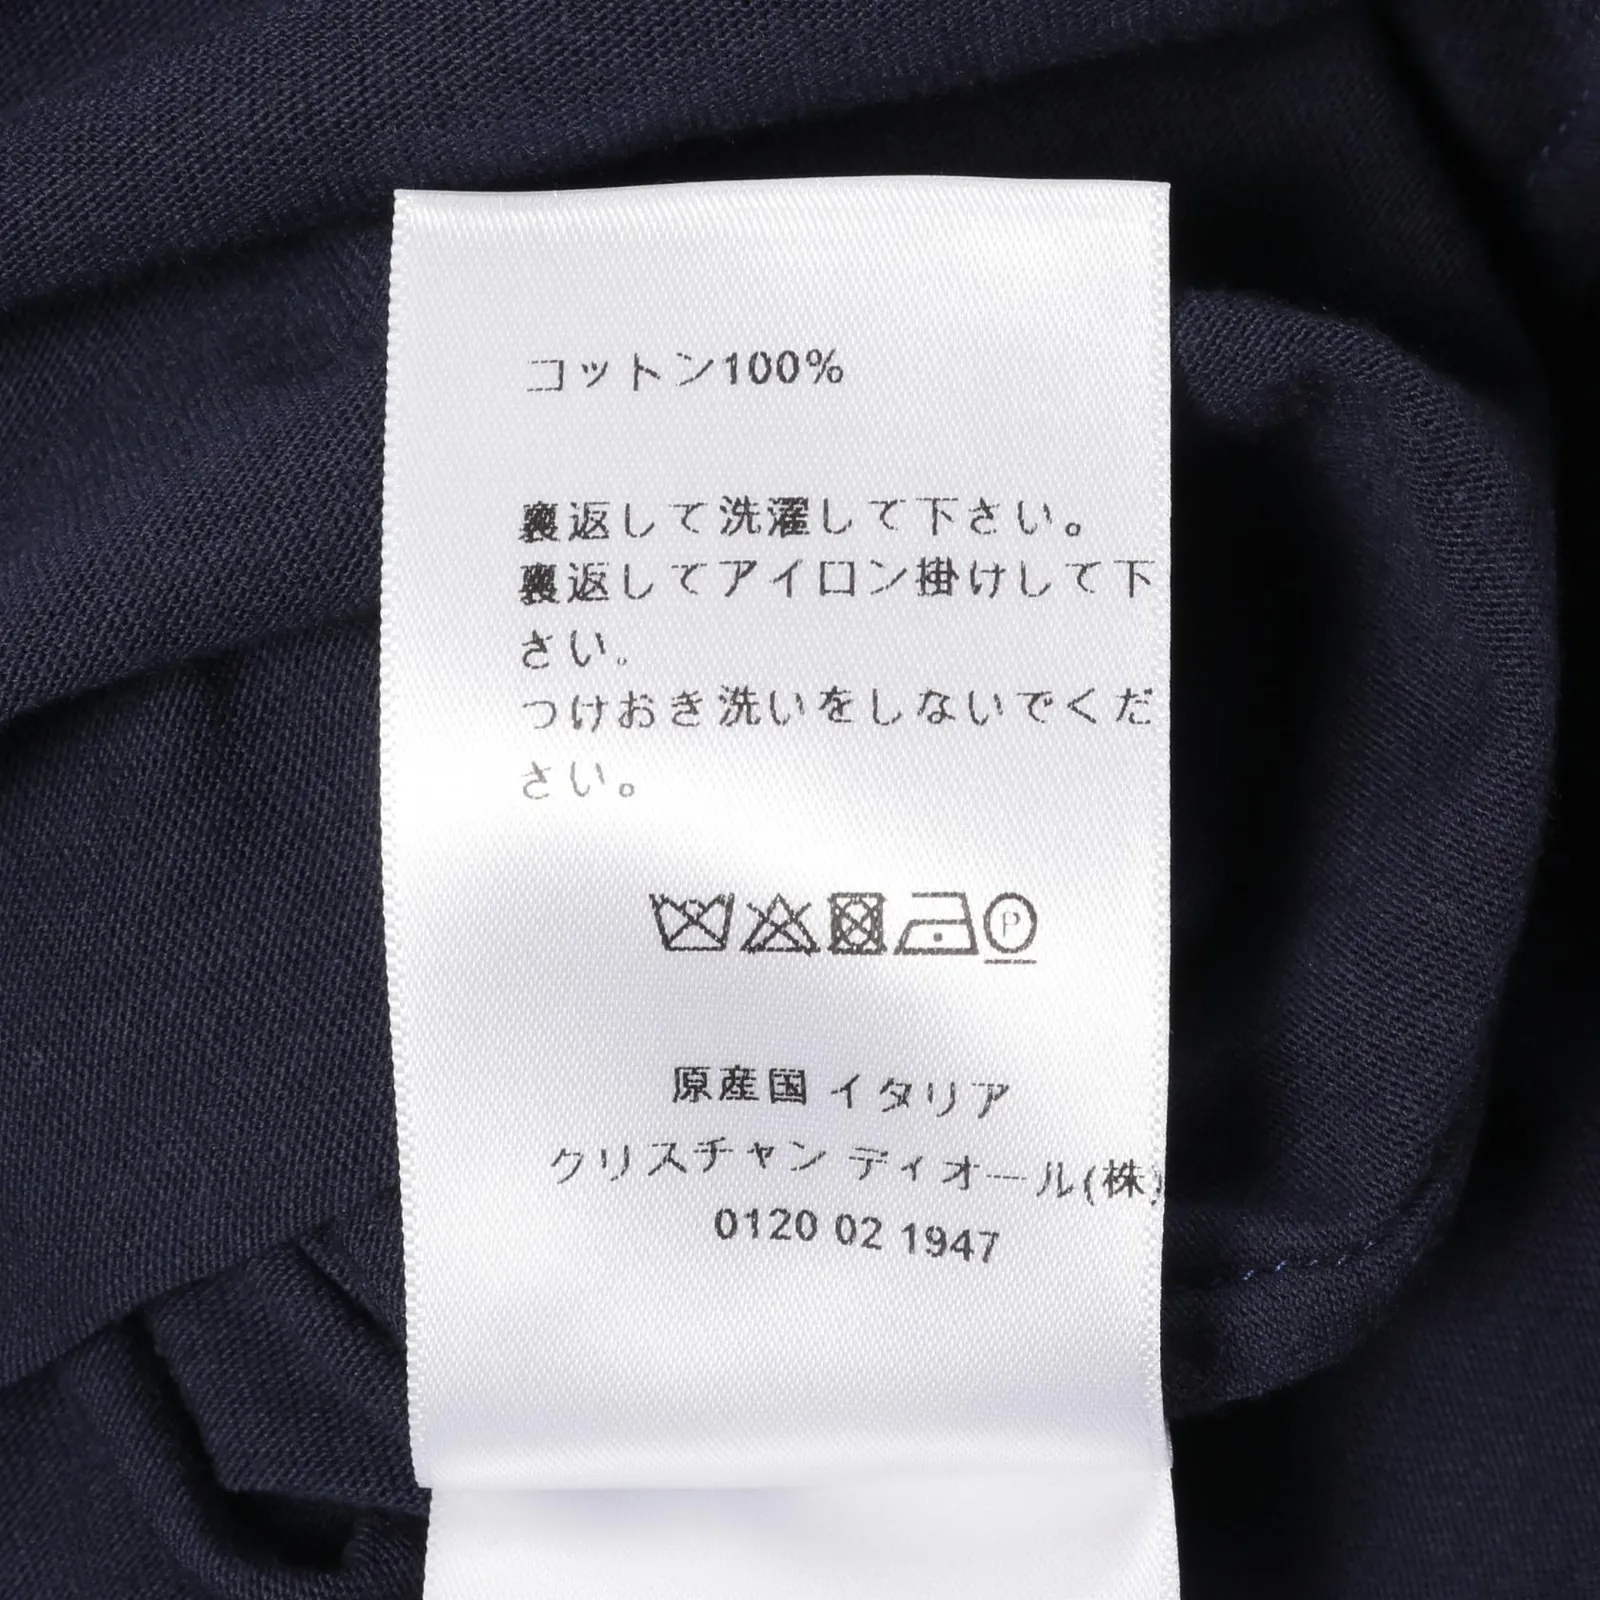 コットン100%
裏返して洗濯して下さい。
裏返してアイロン掛けして下
さい。
つけおき洗いをしないでくだ
さい。
P
原産国 イタリア
クリスチャン ディオール(株)
0120 02 1947